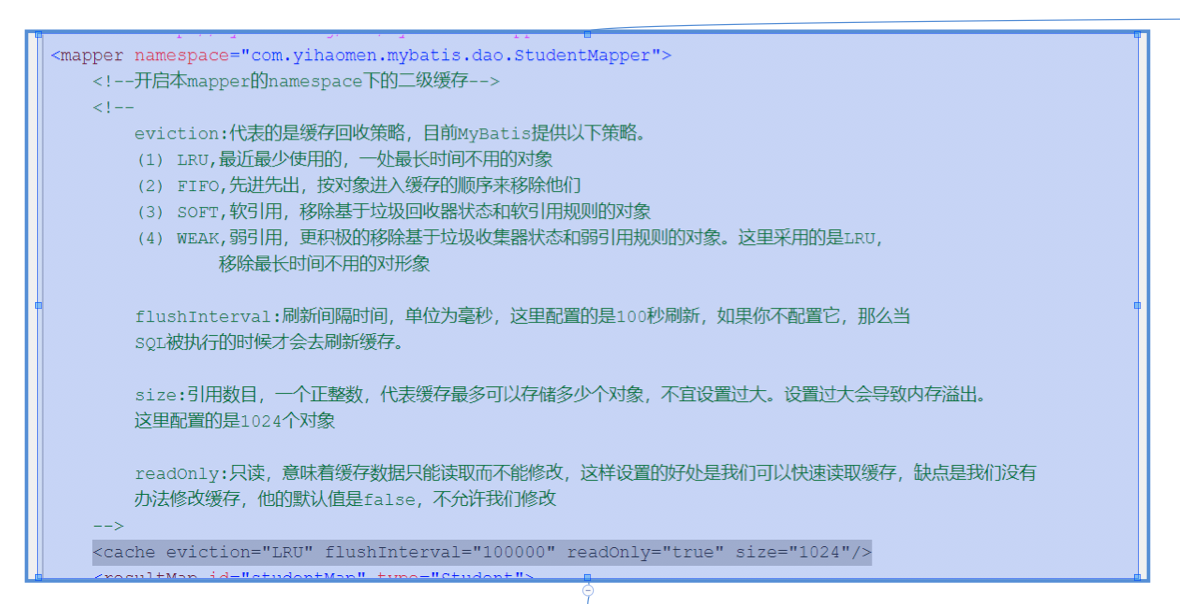 <mapper namespace="com.yihaomen.mybatis.dao.StudentMapper">
<!--开启本mapper的namespace下的二级缓存-->
<!--
eviction:代表的是缓存回收策略，目前MyBatis提供以下策略。
(1) LRU,最近最少使用的，一处最长时间不用的对象
(2) FIFO,先进先出，按对象进入缓存的顺序来移除他们
(3) SOFT,软引用，移除基于垃圾回收器状态和软引用规则的对象
(4) WEAK,弱引用，更积极的移除基于垃圾收集器状态和弱引用规则的对象。这里采用的是LRU，
移除最长时间不用的对形象
flushInterval:刷新间隔时间，单位为毫秒，这里配置的是100秒刷新，如果你不配置它，那么当
SQL被执行的时候才会去刷新缓存。
size:引用数目，一个正整数，代表缓存最多可以存储多少个对象，不宜设置过大。设置过大会导致内存溢出。
这里配置的是1024个对象
readOnly:只读，意味着缓存数据只能读取而不能修改，这样设置的好处是我们可以快速读取缓存，缺点是我们没有
办法修改缓存，他的默认值是false，不允许我们修改
-->
<cache eviction="LRU" flushInterval="100000" readOnly="true" size="1024"/>
<resultMap id="studentMap" type="Student">